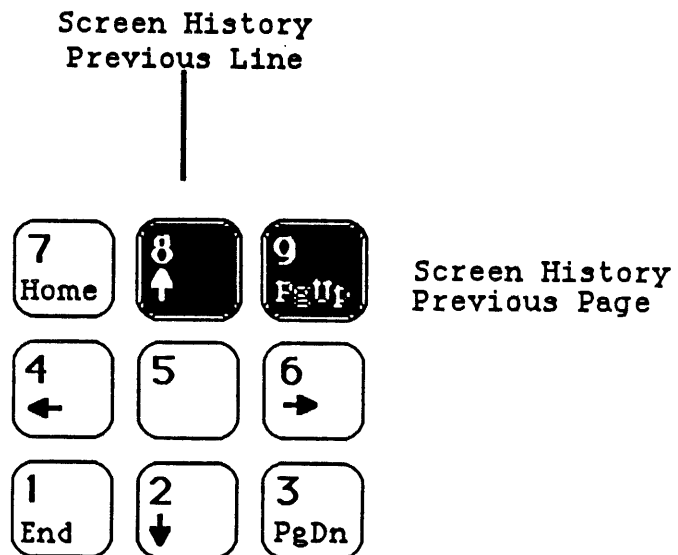 Screen History
Previous Line
7
Home
8
↑
9
PgUp
Screen History
Previous Page
4
←
5
6
→
1
End
2
↓
3
PgDn